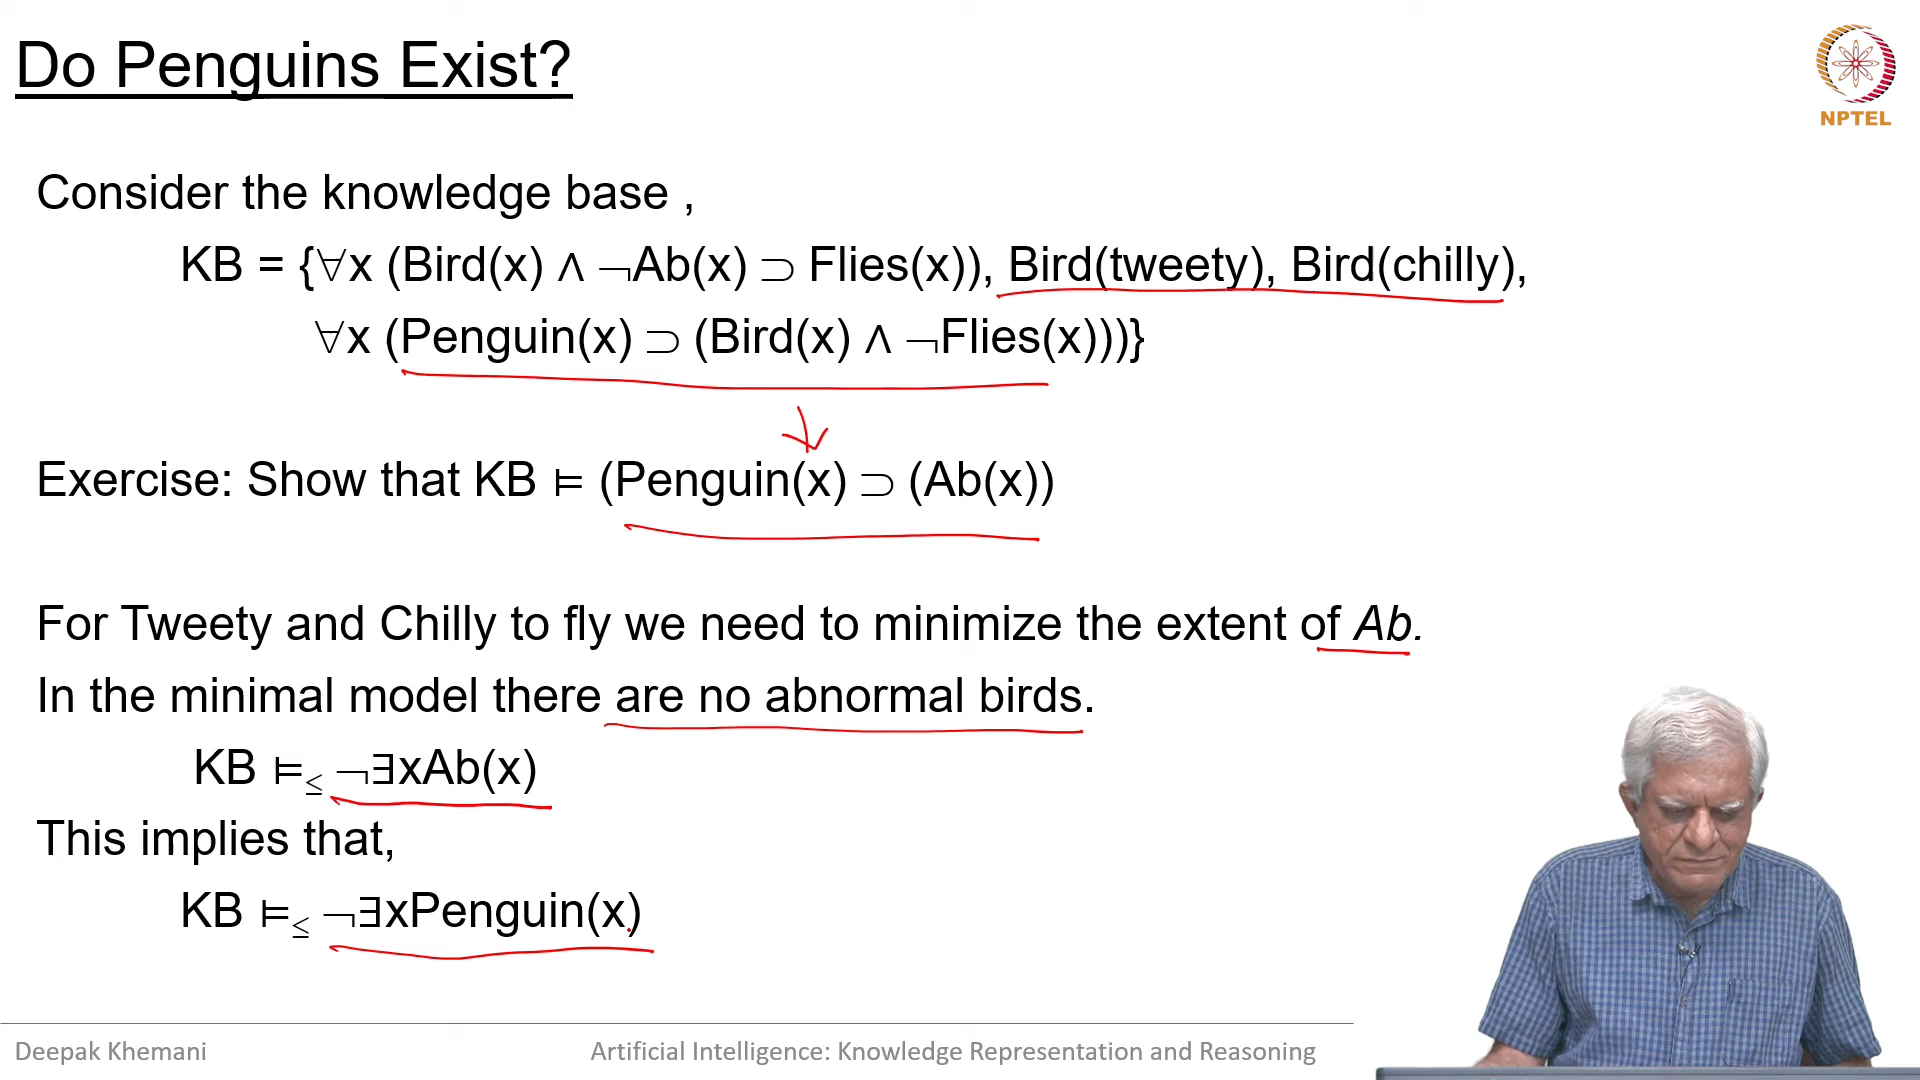 Do Penguins Exist?
NPTEL
Consider the knowledge base ,
KB = {∀x (Bird(x) ∧ ¬Ab(x) ⊃ Flies(x)), Bird(tweety), Bird(chilly),
∀x (Penguin(x) ⊃ (Bird(x) ∧ ¬Flies(x)))}
Exercise: Show that KB ⊨ (Penguin(x) ⊃ (Ab(x))
For Tweety and Chilly to fly we need to minimize the extent of Ab.
In the minimal model there are no abnormal birds.
KB ⊨≤ ¬∃xAb(x)
This implies that,
KB ⊨≤ ¬∃xPenguin(x)
Deepak Khemani
Artificial Intelligence: Knowledge Representation and Reasoning